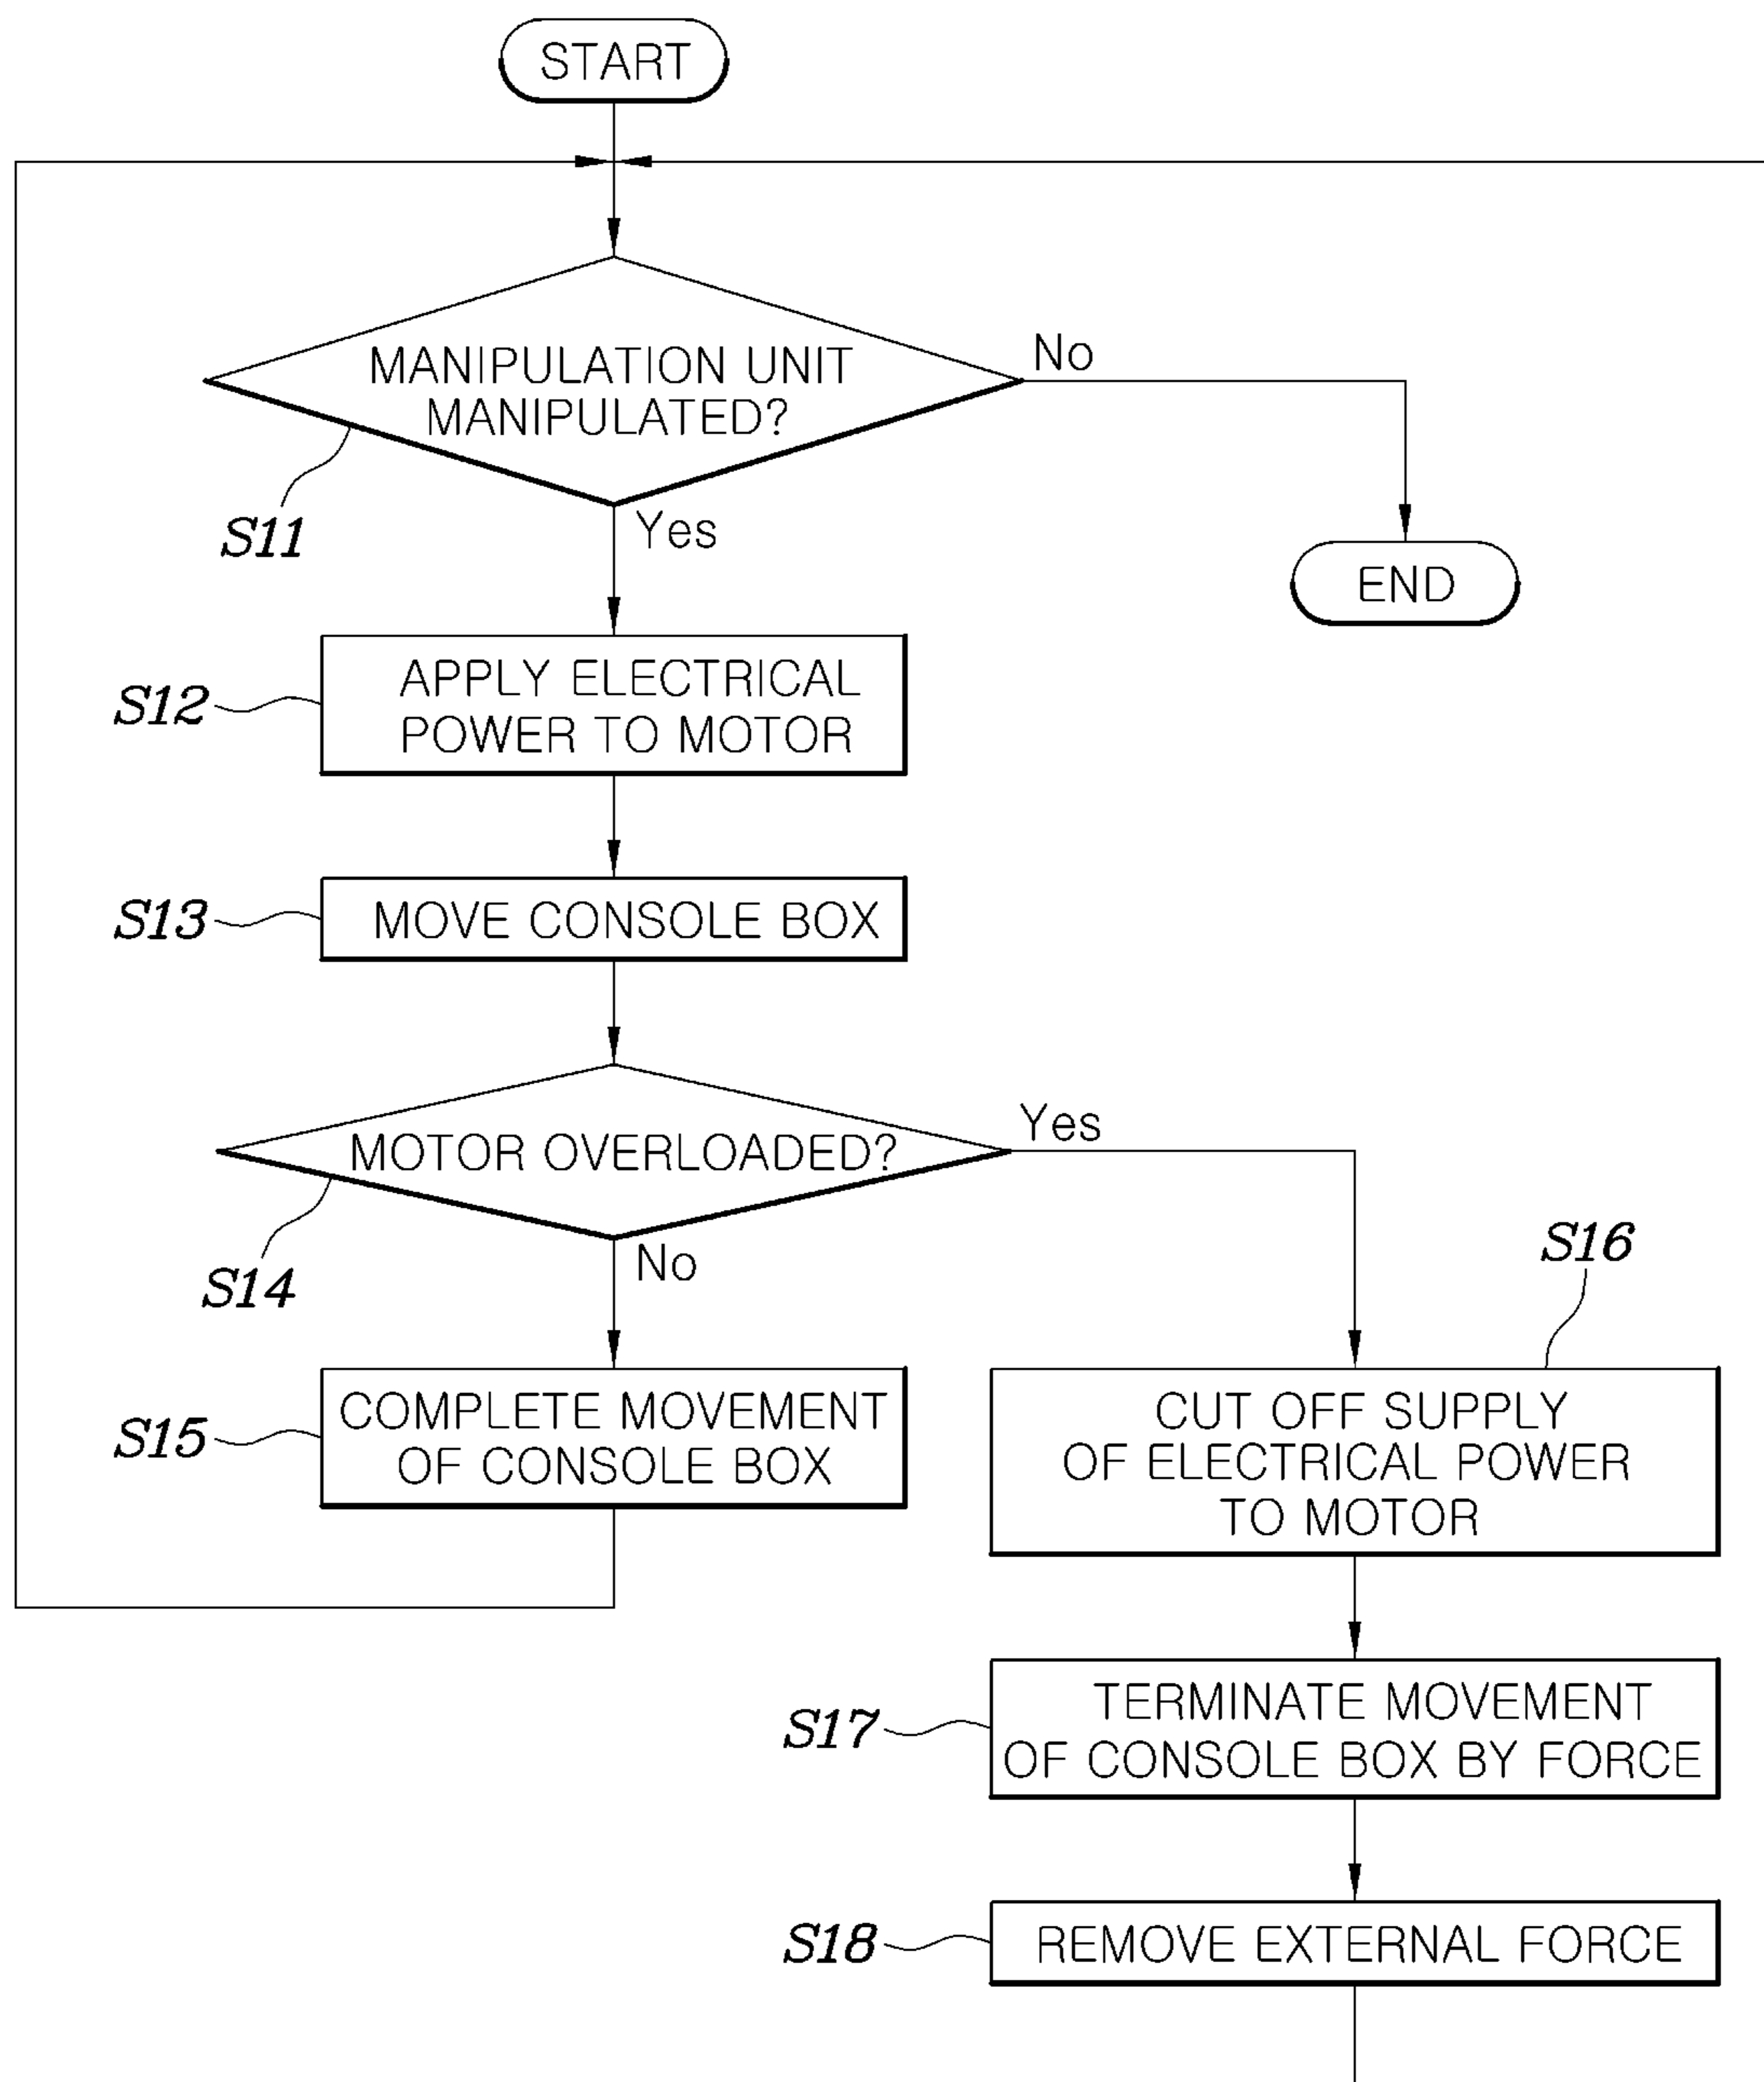 START
MANIPULATION UNIT
MANIPULATED?
No
S11
Yes
END
S12
APPLY ELECTRICAL
POWER TO MOTOR
S13
MOVE CONSOLE BOX
MOTOR OVERLOADED?
Yes
S14
No
S16
S15
COMPLETE MOVEMENT
OF CONSOLE BOX
CUT OFF SUPPLY
OF ELECTRICAL POWER
TO MOTOR
S17
TERMINATE MOVEMENT
OF CONSOLE BOX BY FORCE
S18
REMOVE EXTERNAL FORCE